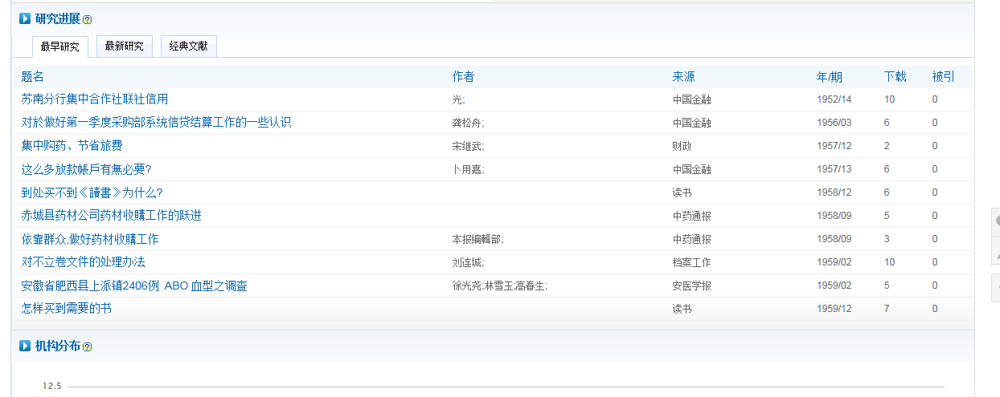 研究进展
最早研究 最新研究 经典文献
题名 作者 来源 年/期 下载 被引
苏南分行集中合作社联社信用 光; 中国金融 1952/14 10 0
对於做好第一季度采购部系统信贷结算工作的一些认识 龚松舟; 中国金融 1956/03 6 0
集中购药、节省旅费 宋继武; 财政 1957/12 2 0
这么多放款帳戶有無必要? 卜用嘉; 中国金融 1957/13 6 0
到处买不到《讀書》为什么? 读书 1958/12 6 0
赤城县药材公司药材收購工作的跃进 中药通报 1958/09 5 0
依靠群众,做好药材收購工作 本报編輯部; 中药通报 1958/09 3 0
对不立卷文件的处理办法 刘连城; 档案工作 1959/02 10 0
安徽省肥西县上派镇2406例 ABO 血型之调查 徐光尧;林雪玉;高春生; 安医学报 1959/02 5 0
怎样买到需要的书 读书 1959/12 7 0
机构分布
12.5